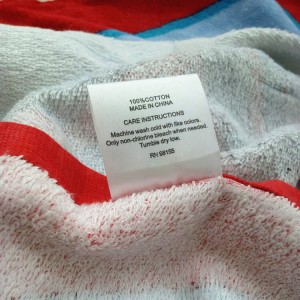 100%COTTON
MADE IN CHINA
CARE INSTRUCTIONS
Machine wash cold with like colors.
Only non-chlorine bleach when needed.
Tumble dry low.
RN 98155